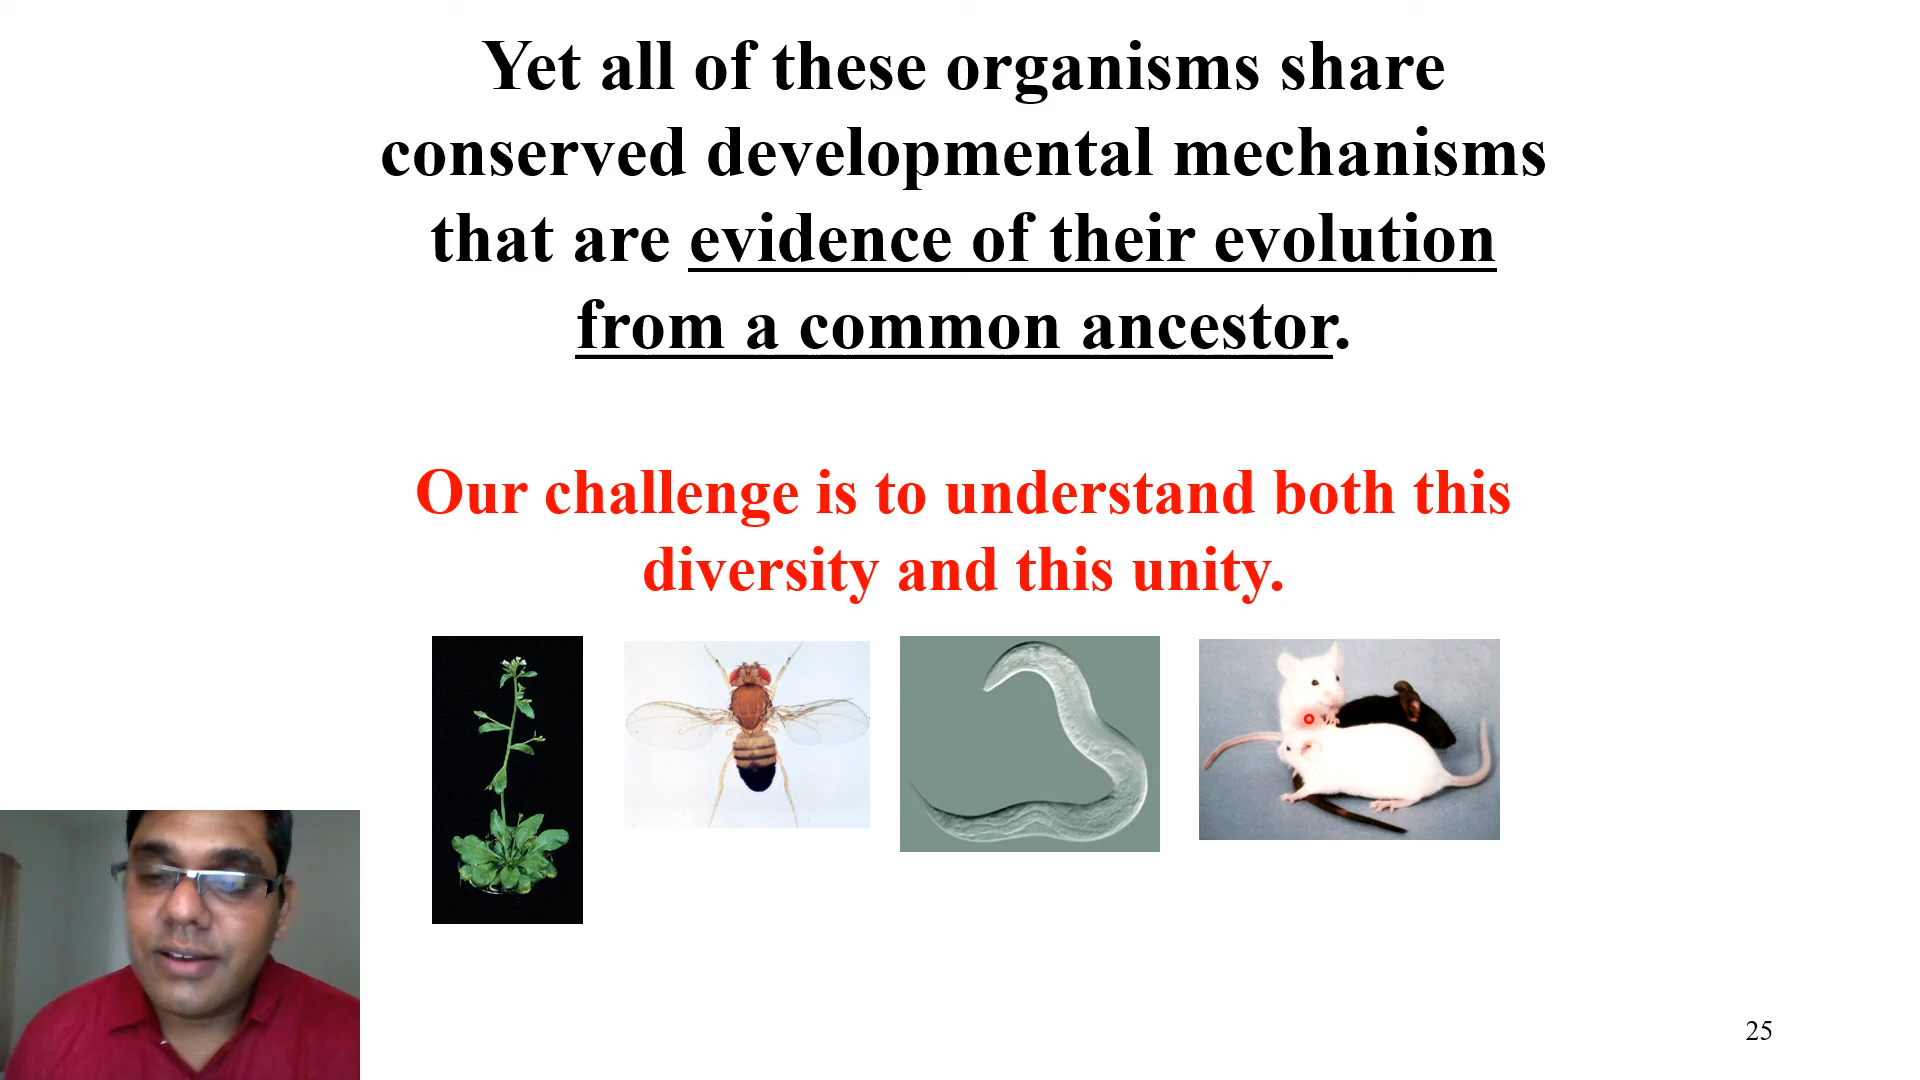 Yet all of these organisms share
conserved developmental mechanisms
that are evidence of their evolution
from a common ancestor.
Our challenge is to understand both this
diversity and this unity.
25